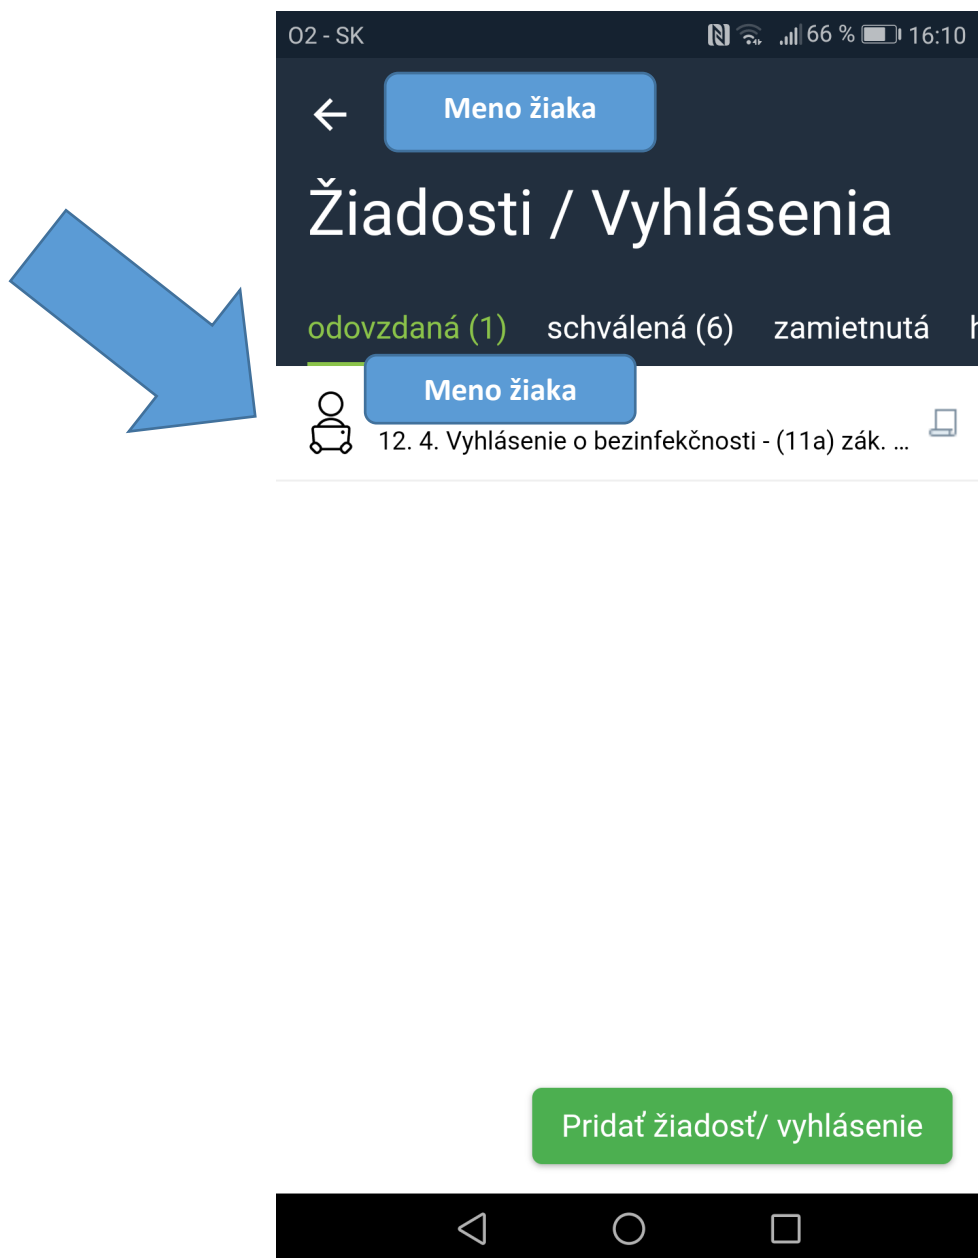 O2 - SK 66 % 16:10
Meno žiaka
Žiadosti / Vyhlásenia
odovzdaná (1) schválená (6) zamietnutá
Meno žiaka
12. 4. Vyhlásenie o bezinfekčnosti - (11a) zák. ...
Pridať žiadosť/ vyhlásenie